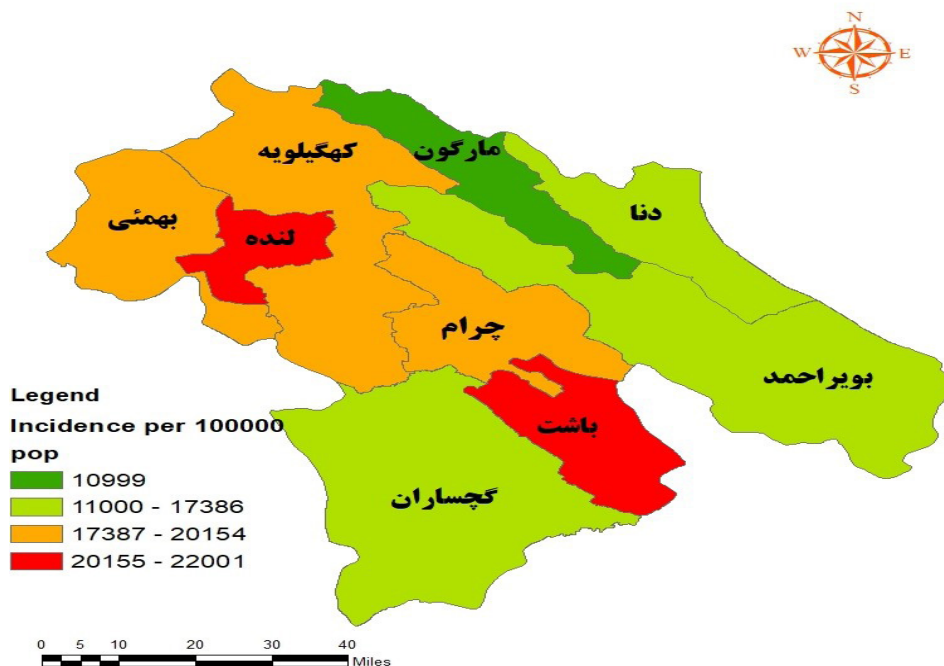 N
W E
S
مارگون
کهگیلویه
دنا
بهمئی
لنده
چرام
بویراحمد
باشت
گچساران
Legend
Incidence per 100000
pop
10999
11000 - 17386
17387 - 20154
20155 - 22001
0 5 10 20 30 40
Miles